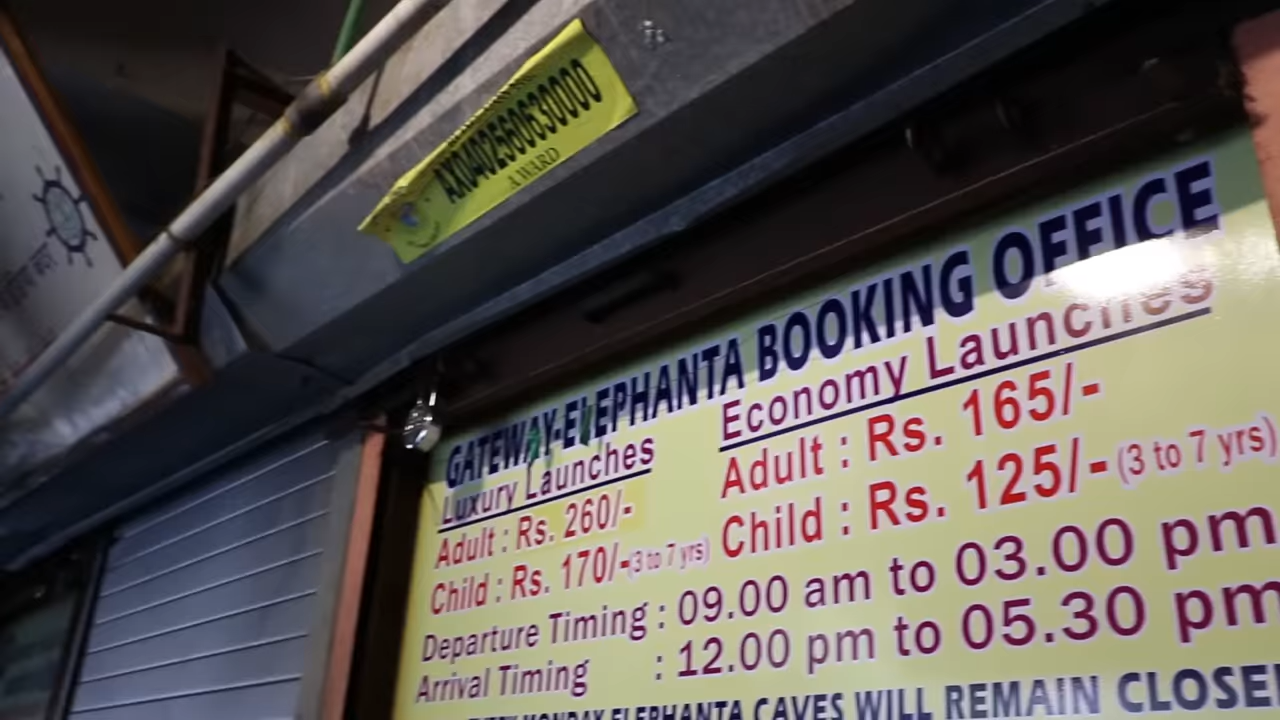 AX0402560630000
A WARD
GATEWAY-ELEPHANTA BOOKING OFFICE
Luxury Launches
Adult : Rs. 260/-
Child : Rs. 170/-(3 to 7 yrs)
Economy Launches
Adult : Rs. 165/-
Child : Rs. 125/-(3 to 7 yrs)
Departure Timing : 09.00 am to 03.00 pm
Arrival Timing : 12.00 pm to 05.30 pm
MONDAY ELEPHANTA CAVES WILL REMAIN CLOSE